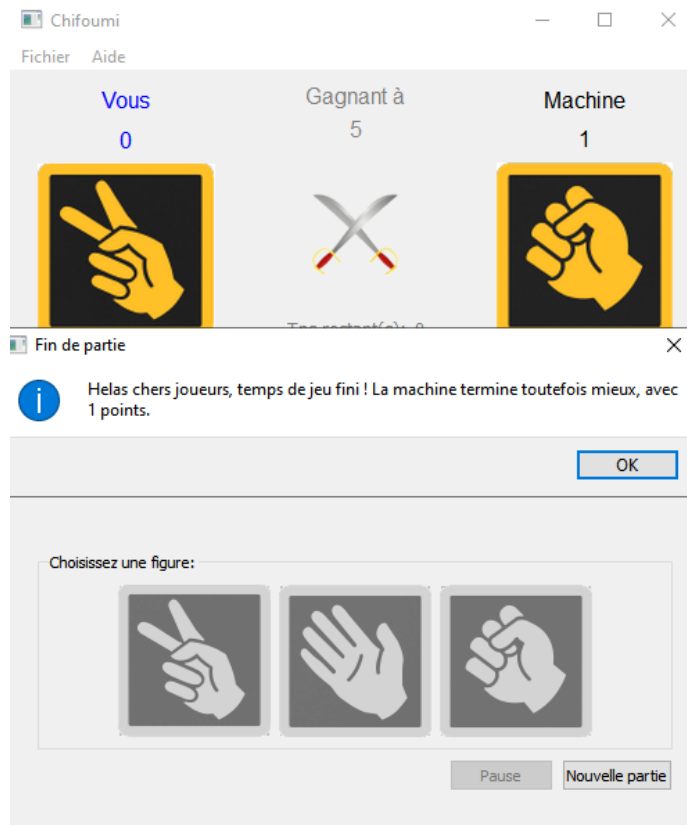 Chifoumi
Fichier Aide
Vous
Gagnant à
Machine
0
5
1
Fin de partie
Helas chers joueurs, temps de jeu fini ! La machine termine toutefois mieux, avec
1 points.
OK
Choisissez une figure:
Pause
Nouvelle partie